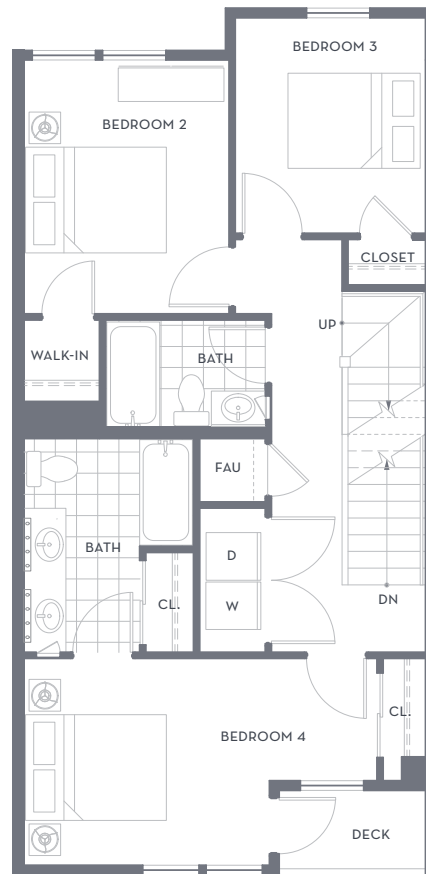 BEDROOM 3
BEDROOM 2
CLOSET
UP
WALK-IN
BATH
FAU
BATH
D
CL.
W
DN
CL.
BEDROOM 4
DECK